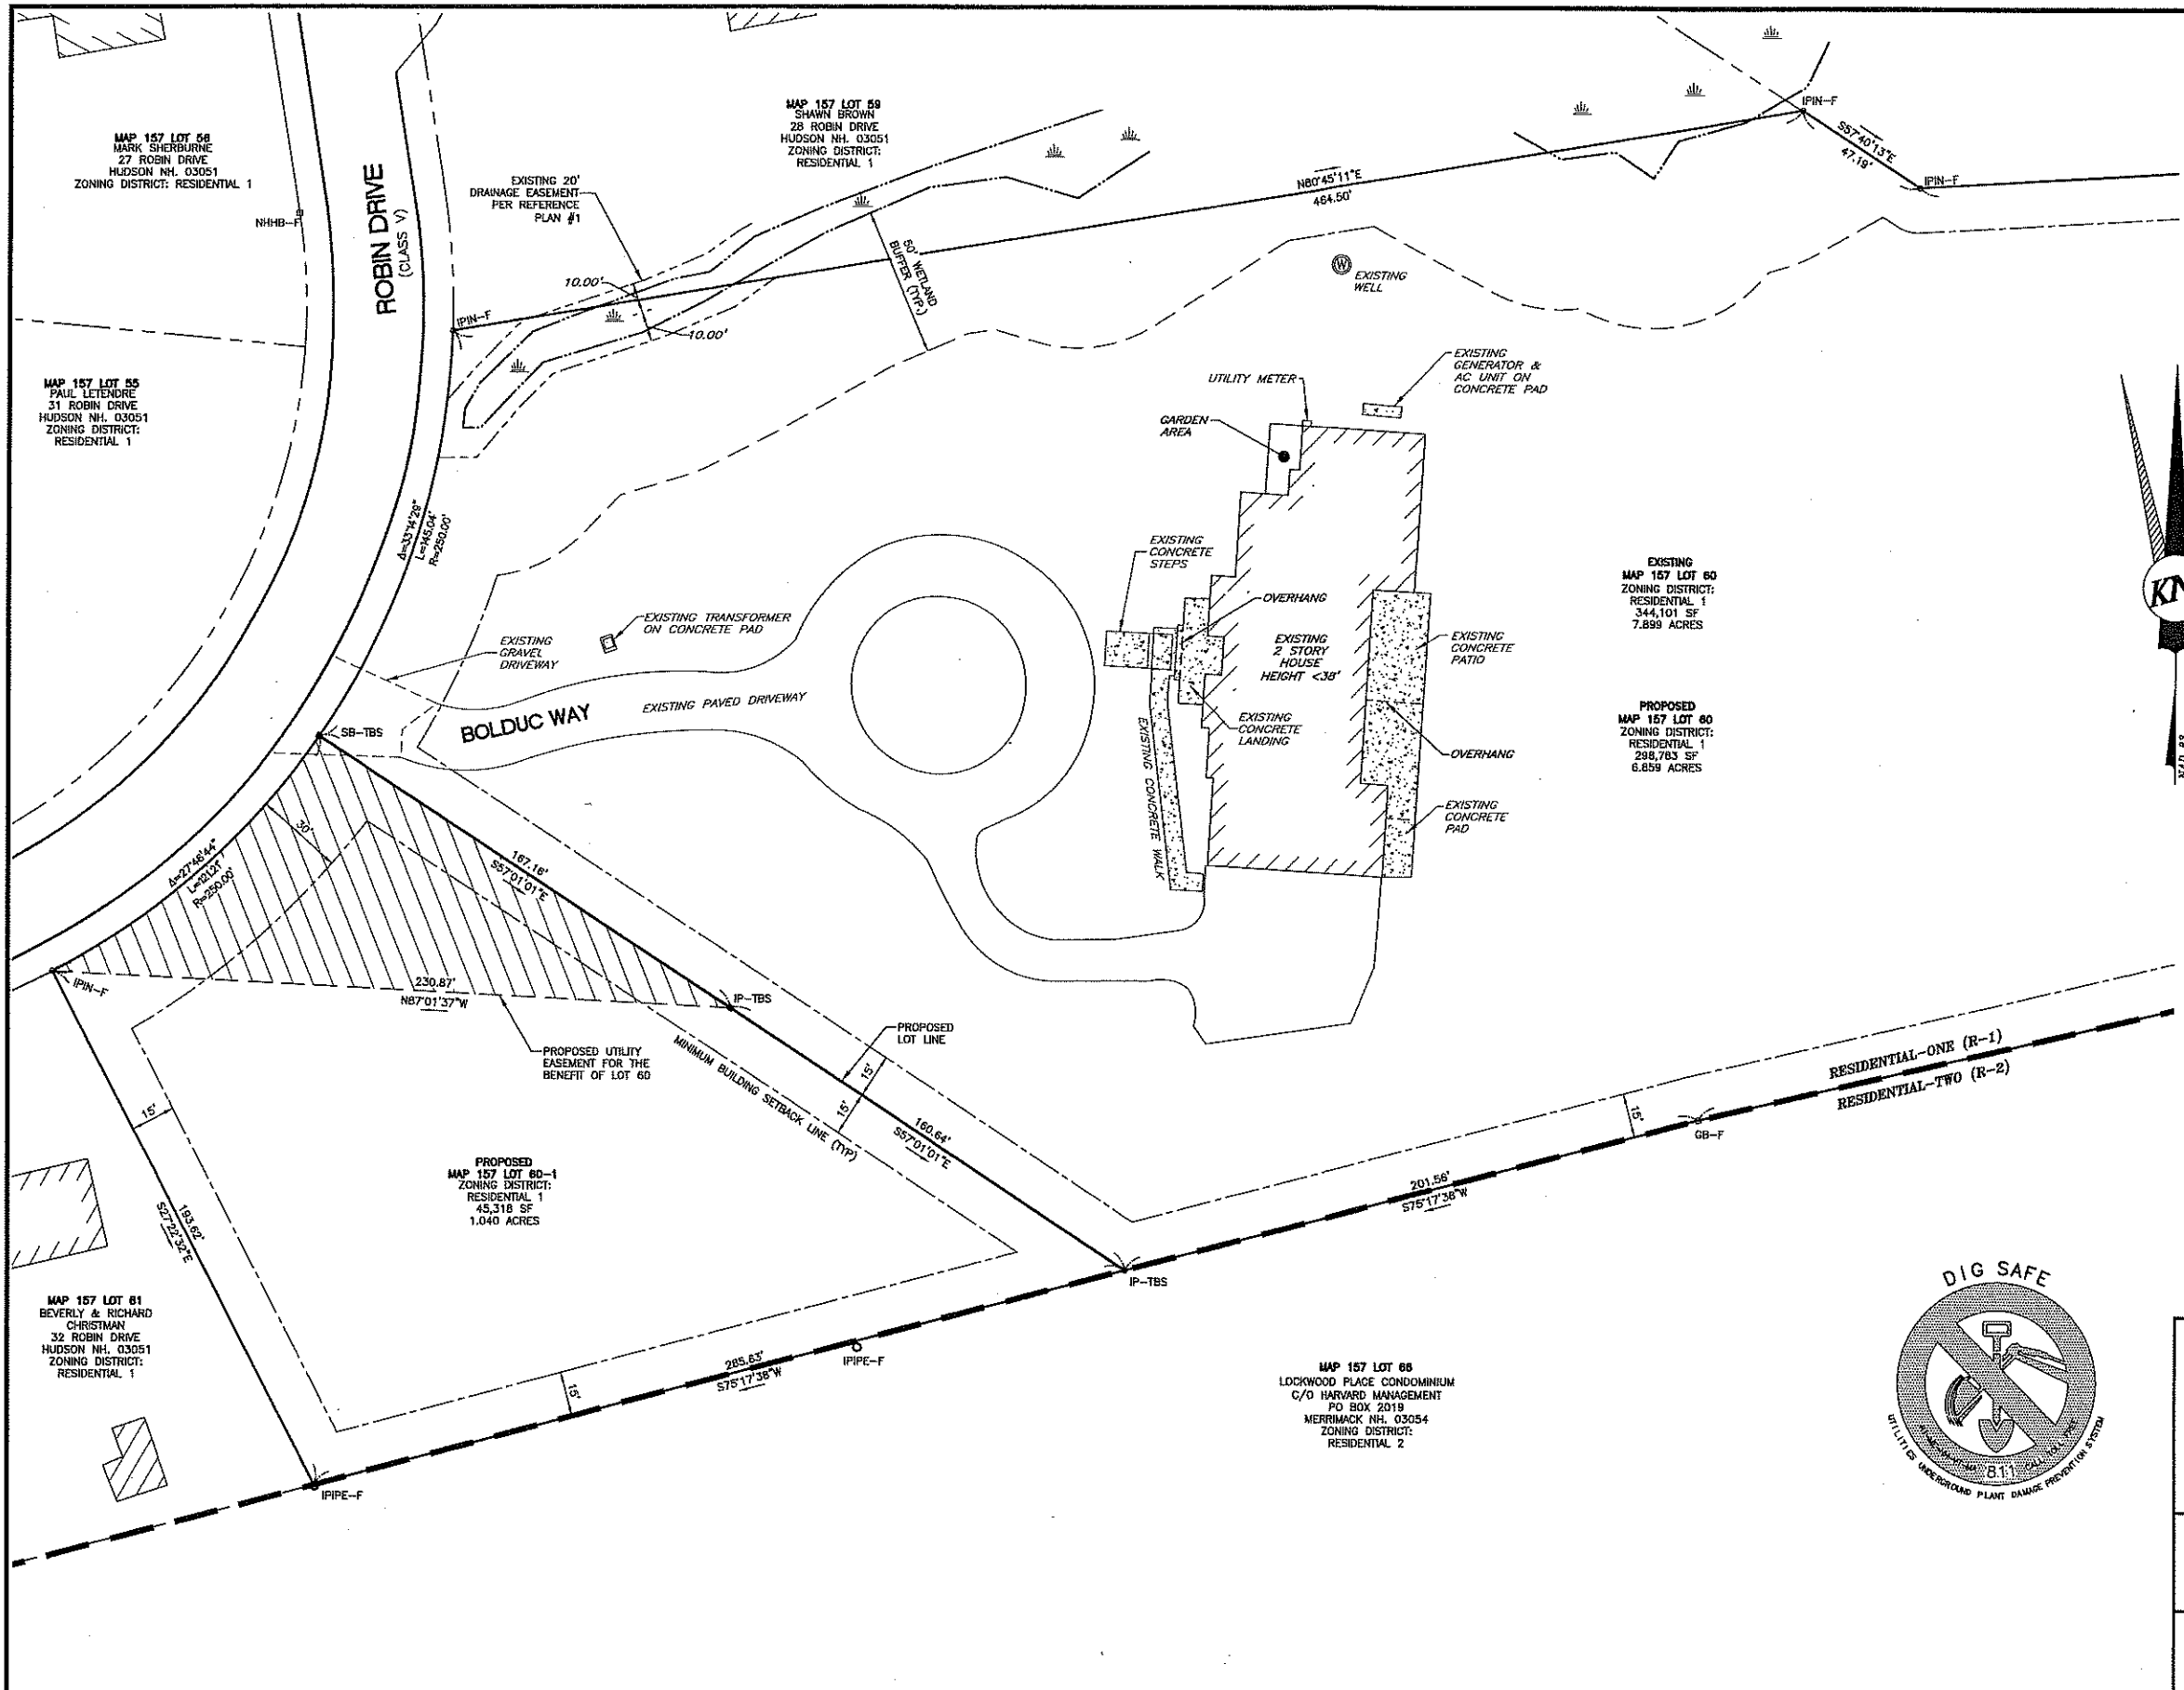 MAP 157 LOT 56
MARK SHERBURNE
27 ROBIN DRIVE
HUDSON NH. 03051
ZONING DISTRICT: RESIDENTIAL 1
NHHB-F
ROBIN DRIVE
(CLASS V)
MAP 157 LOT 59
SHAWN BROWN
28 ROBIN DRIVE
HUDSON NH. 03051
ZONING DISTRICT:
RESIDENTIAL 1
EXISTING 20'
DRAINAGE EASEMENT
PER REFERENCE
PLAN #1
10.00'
10.00'
IPIN-F
50' WETLAND
BUFFER (TYP.)
N80°45'11"E
464.50'
IPIN-F
S57°40'13"E
47.19'
IPIN-F
EXISTING
WELL
MAP 157 LOT 55
PAUL LETENDRE
31 ROBIN DRIVE
HUDSON NH. 03051
ZONING DISTRICT:
RESIDENTIAL 1
UTILITY METER
GARDEN
AREA
EXISTING
GENERATOR &
AC UNIT ON
CONCRETE PAD
Δ=33°14'29"
L=145.04'
R=250.00'
EXISTING
CONCRETE
STEPS
OVERHANG
EXISTING
2 STORY
HOUSE
HEIGHT <38'
EXISTING
CONCRETE
PATIO
EXISTING
MAP 157 LOT 60
ZONING DISTRICT:
RESIDENTIAL 1
344,101 SF
7.899 ACRES
KN
EXISTING TRANSFORMER
ON CONCRETE PAD
EXISTING
GRAVEL
DRIVEWAY
BOLDUC WAY
EXISTING PAVED DRIVEWAY
EXISTING
CONCRETE
LANDING
EXISTING CONCRETE WALK
OVERHANG
EXISTING
CONCRETE
PAD
PROPOSED
MAP 157 LOT 60
ZONING DISTRICT:
RESIDENTIAL 1
298,783 SF
6.859 ACRES
SB-TBS
30'
Δ=27°46'44"
L=121.21'
R=250.00'
167.16'
S57°01'01"E
IPIN-F
230.87'
N87°01'37"W
IP-TBS
PROPOSED UTILITY
EASEMENT FOR THE
BENEFIT OF LOT 60
PROPOSED
LOT LINE
MINIMUM BUILDING SETBACK LINE (TYP)
15'
15'
160.64'
S57°01'01"E
RESIDENTIAL-ONE (R-1)
RESIDENTIAL-TWO (R-2)
15'
GB-F
201.56'
S75°17'38"W
15'
PROPOSED
MAP 157 LOT 60-1
ZONING DISTRICT:
RESIDENTIAL 1
45,318 SF
1.040 ACRES
193.62'
S27°22'32"E
MAP 157 LOT 61
BEVERLY & RICHARD
CHRISTMAN
32 ROBIN DRIVE
HUDSON NH. 03051
ZONING DISTRICT:
RESIDENTIAL 1
IP-TBS
IPIPE-F
285.63'
S75°17'38"W
15'
IPIPE-F
MAP 157 LOT 66
LOCKWOOD PLACE CONDOMINIUM
C/O HARVARD MANAGEMENT
PO BOX 2019
MERRIMACK NH. 03054
ZONING DISTRICT:
RESIDENTIAL 2
DIG SAFE
811
UTILITIES UNDERGROUND PLANT DAMAGE PREVENTION SYSTEM